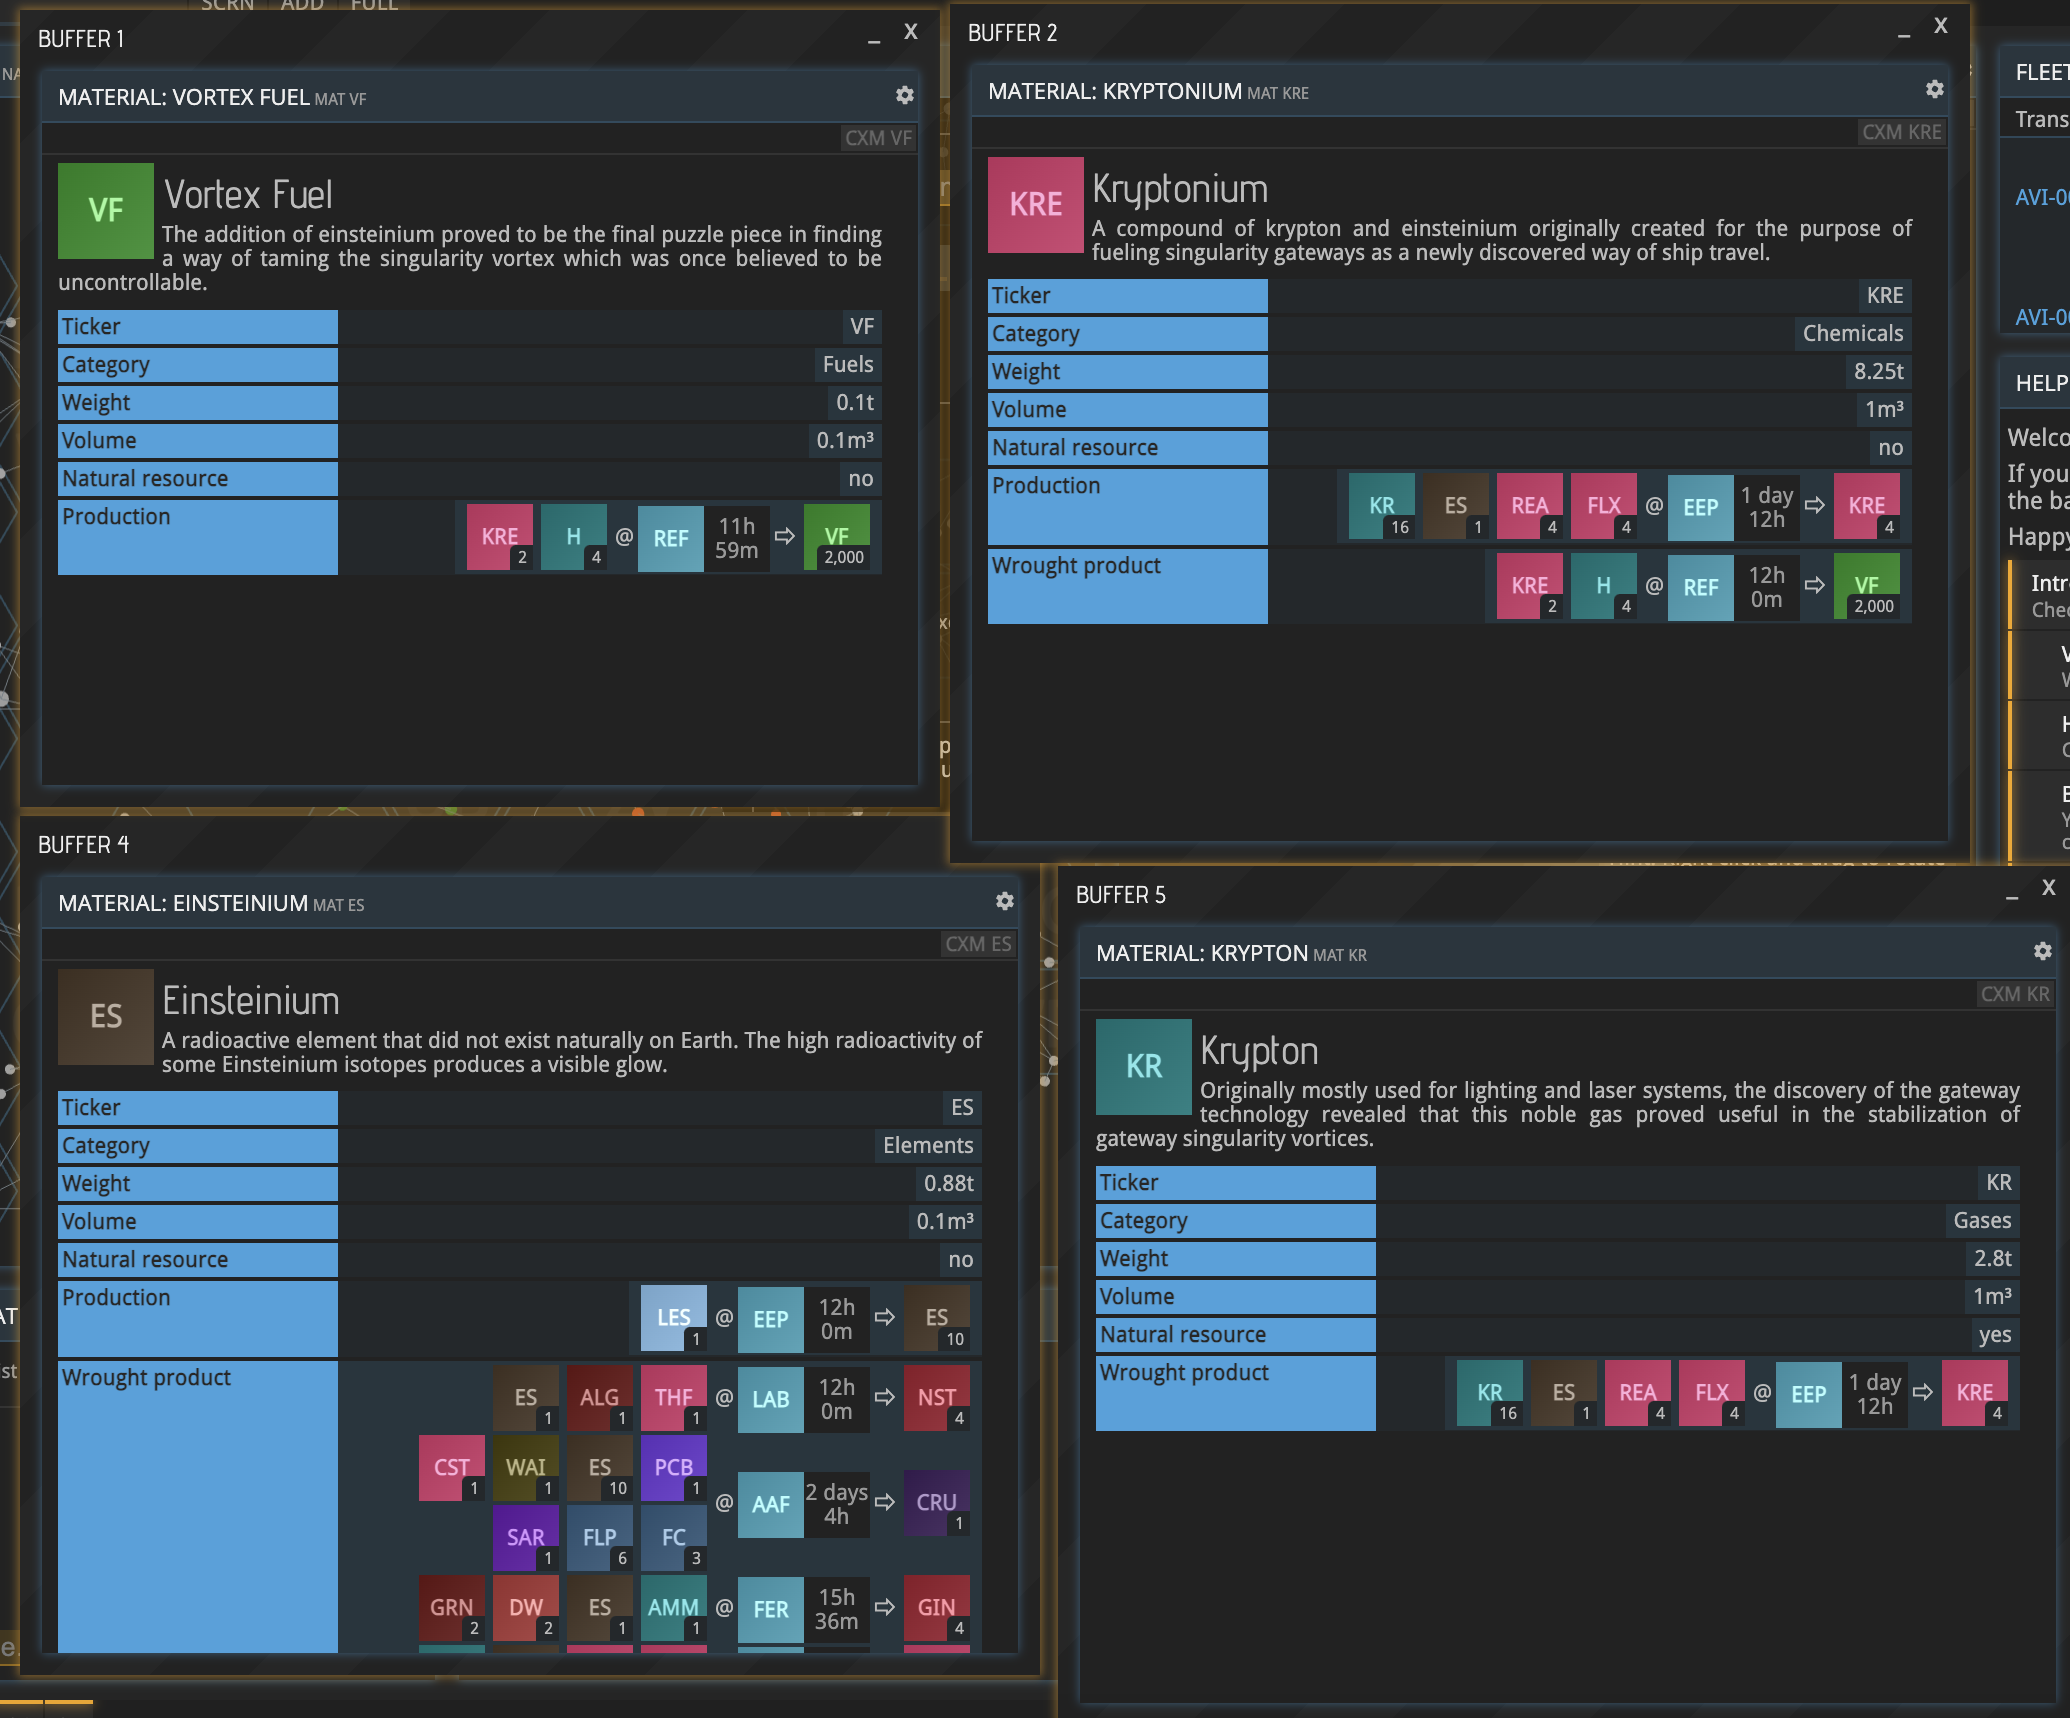 SCRN ADD FULL
BUFFER 1
_ X
MATERIAL: VORTEX FUEL MAT VF
CXM VF
VF
Vortex Fuel
The addition of einsteinium proved to be the final puzzle piece in finding
a way of taming the singularity vortex which was once believed to be
uncontrollable.
Ticker VF
Category Fuels
Weight 0.1t
Volume 0.1m³
Natural resource no
Production KRE 2 H 4 @ REF 11h 59m ⇨ VF 2,000
BUFFER 2
_ X
MATERIAL: KRYPTONIUM MAT KRE
CXM KRE
KRE
Kryptonium
A compound of krypton and einsteinium originally created for the purpose of
fueling singularity gateways as a newly discovered way of ship travel.
Ticker KRE
Category Chemicals
Weight 8.25t
Volume 1m³
Natural resource no
Production KR 16 ES 1 REA 4 FLX 4 @ EEP 1 day 12h ⇨ KRE 4
Wrought product KRE 2 H 4 @ REF 12h 0m ⇨ VF 2,000
FLEET
Trans
AVI-0
AVI-0
HELP
Welco
If you
the ba
Happy
Intr
Chec
BUFFER 4
MATERIAL: EINSTEINIUM MAT ES
CXM ES
ES
Einsteinium
A radioactive element that did not exist naturally on Earth. The high radioactivity of
some Einsteinium isotopes produces a visible glow.
Ticker ES
Category Elements
Weight 0.88t
Volume 0.1m³
Natural resource no
Production LES 1 @ EEP 12h 0m ⇨ ES 10
Wrought product ES 1 ALG 1 THF 1 @ LAB 12h 0m ⇨ NST 4
CST 1 WAI 1 ES 10 PCB 1
SAR 1 FLP 6 FC 3 @ AAF 2 days 4h ⇨ CRU 1
GRN 2 DW 2 ES 1 AMM 1 @ FER 15h 36m ⇨ GIN 4
BUFFER 5
_ X
MATERIAL: KRYPTON MAT KR
CXM KR
KR
Krypton
Originally mostly used for lighting and laser systems, the discovery of the gateway
technology revealed that this noble gas proved useful in the stabilization of
gateway singularity vortices.
Ticker KR
Category Gases
Weight 2.8t
Volume 1m³
Natural resource yes
Wrought product KR 16 ES 1 REA 4 FLX 4 @ EEP 1 day 12h ⇨ KRE 4